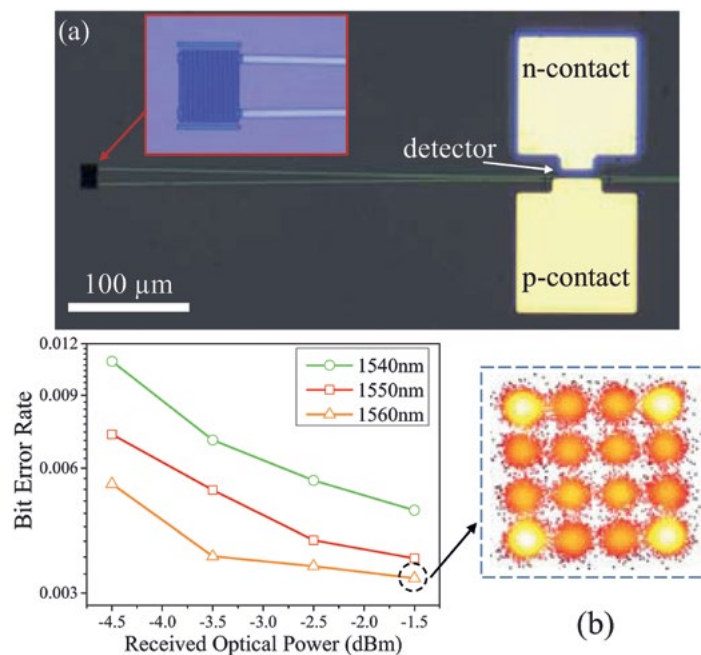 (a)
n-contact
detector
p-contact
100 µm
0.012
0.009
0.006
0.003
Bit Error Rate
1540nm
1550nm
1560nm
-4.5 -4.0 -3.5 -3.0 -2.5 -2.0 -1.5
Received Optical Power (dBm)
(b)